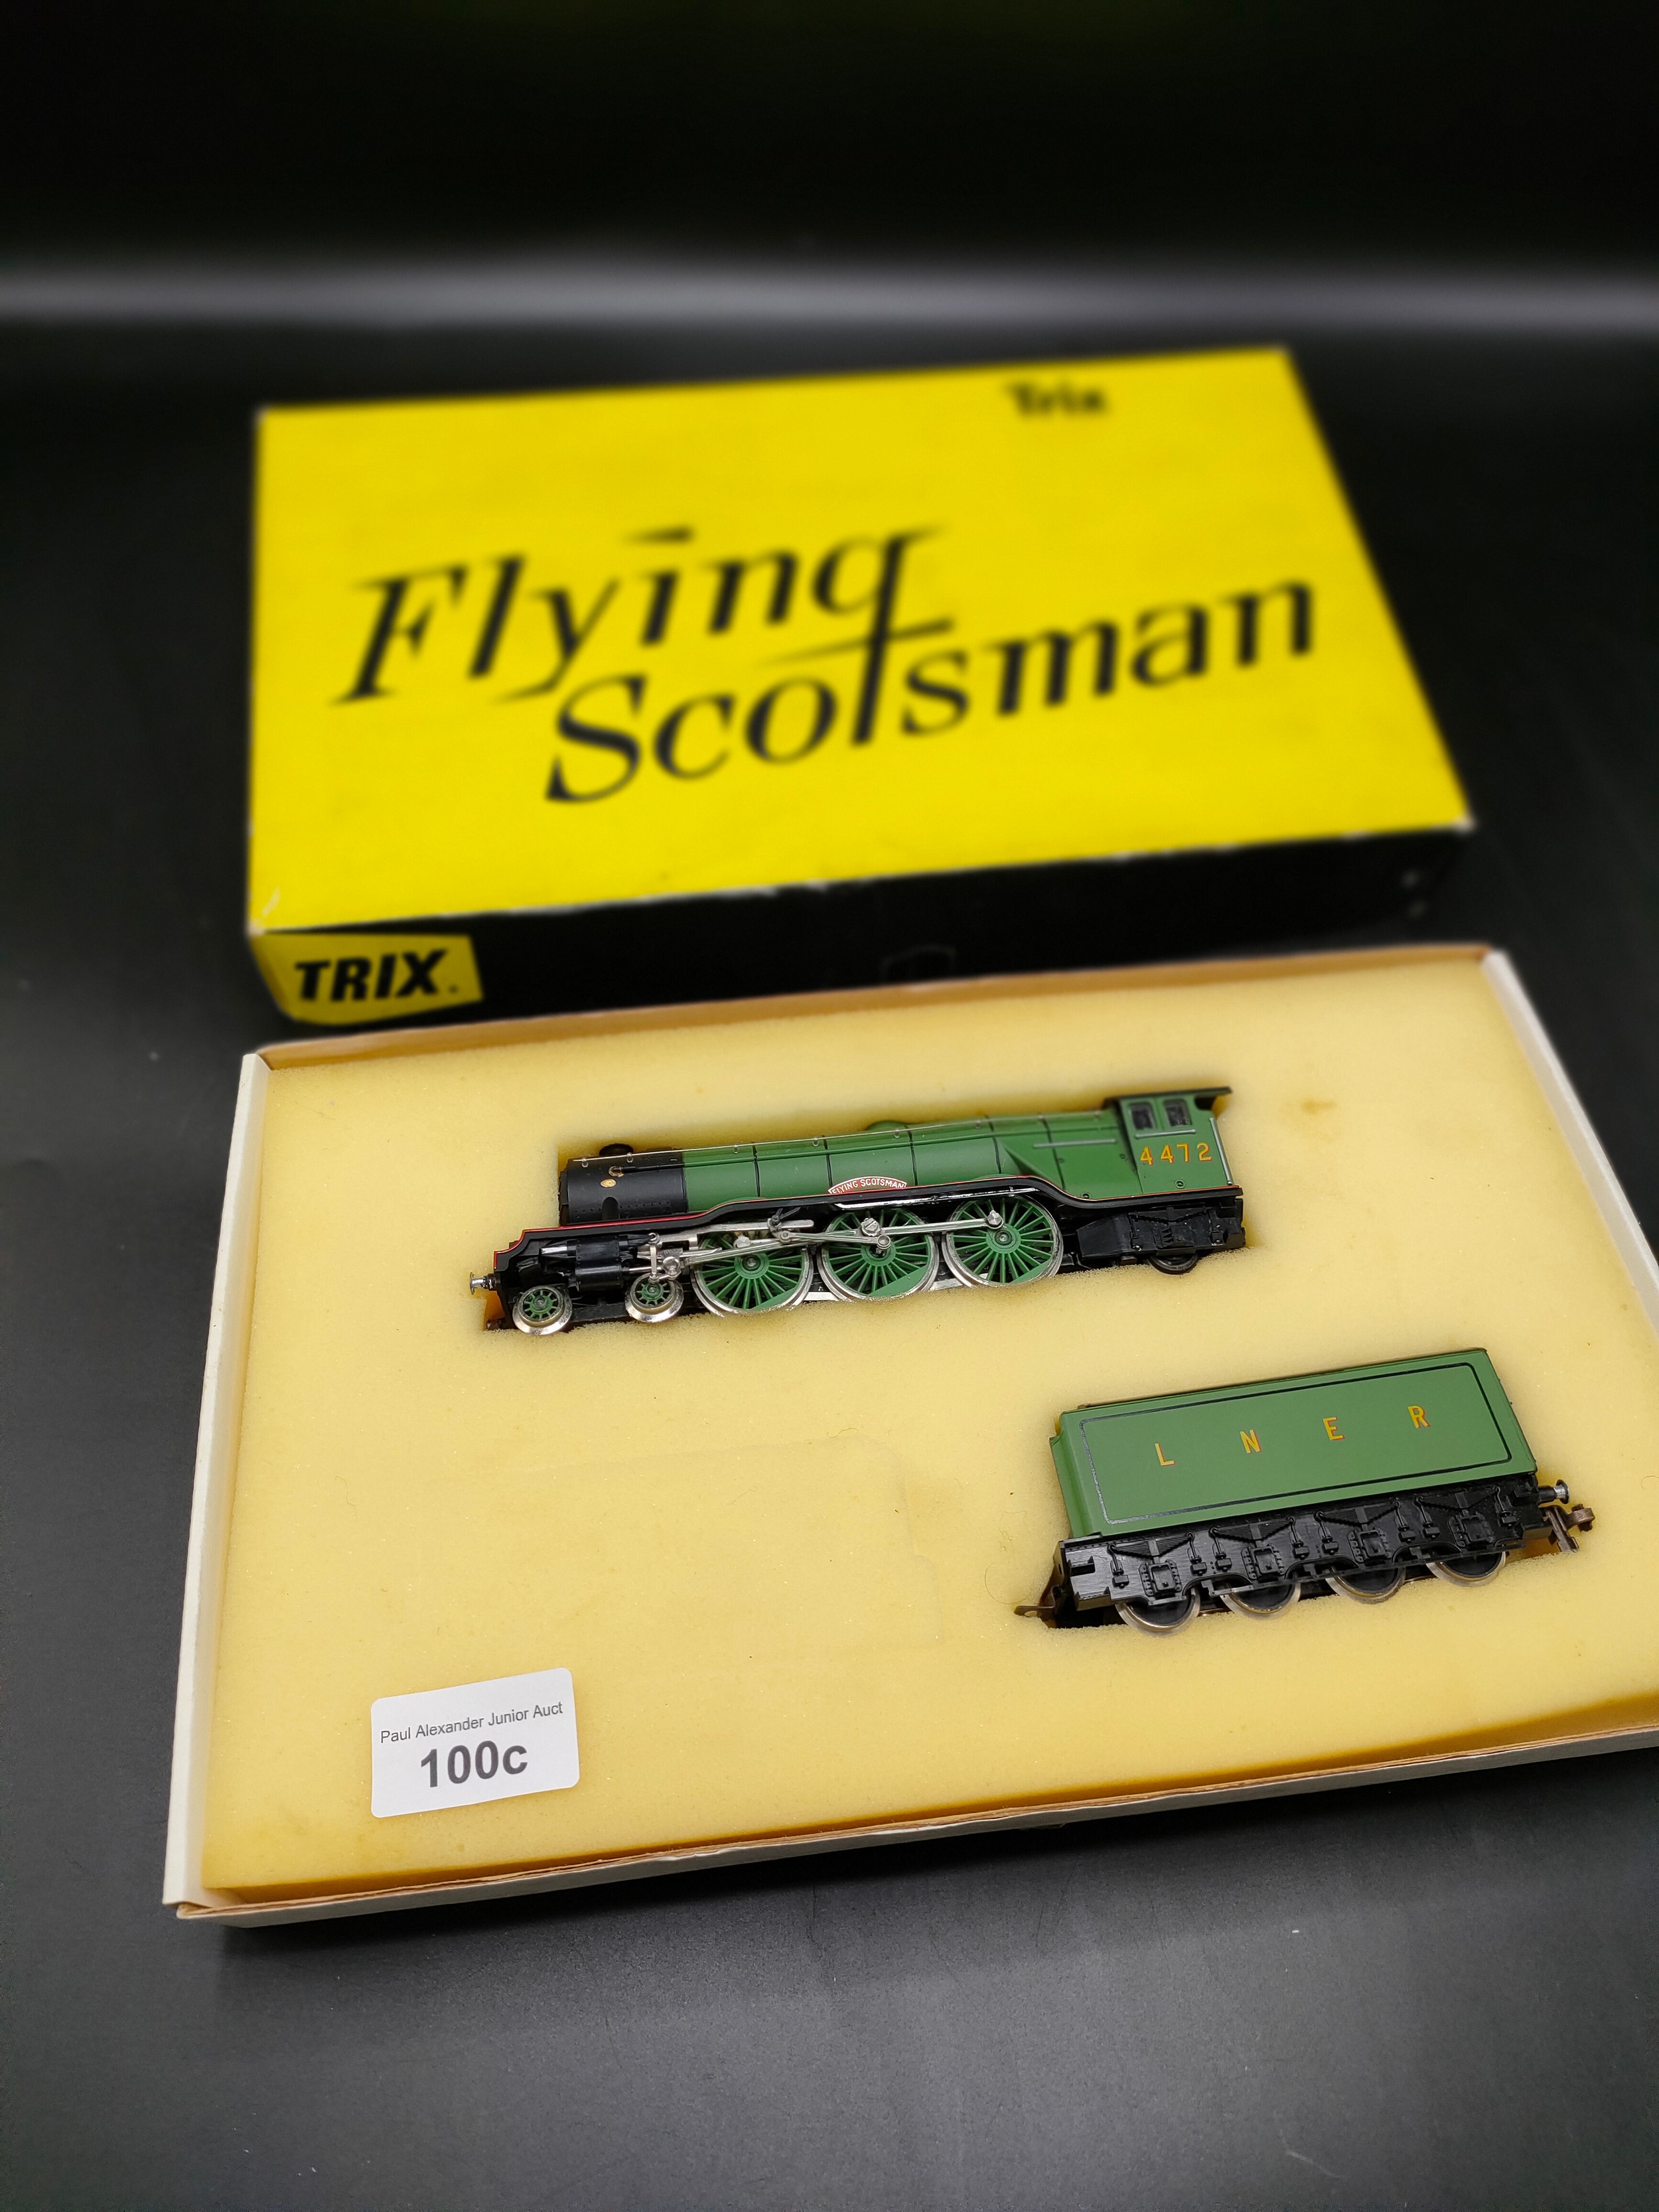 Trix
Flying
Scotsman
TRIX.
4472
FLYING SCOTSMAN
L N E R
Paul Alexander Junior Auct
100c